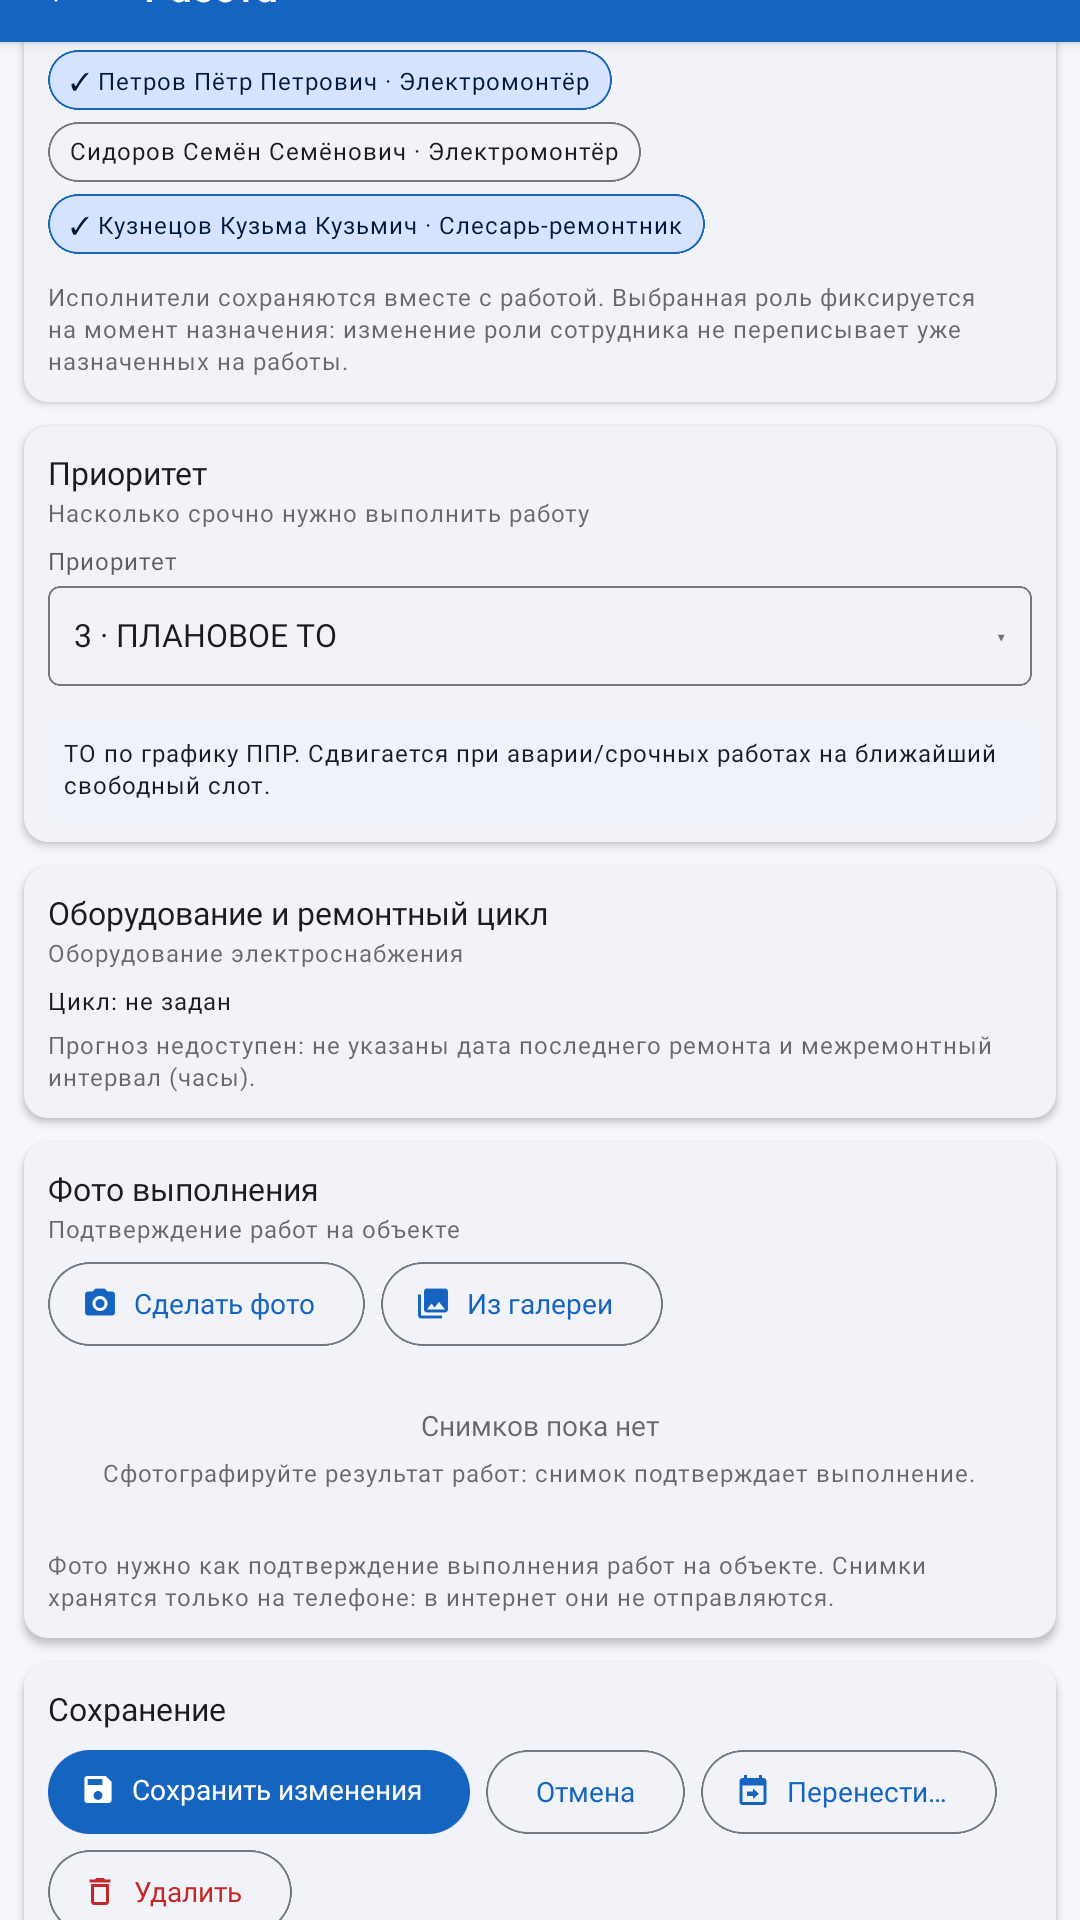 ✓ Петров Пётр Петрович · Электромонтёр
Сидоров Семён Семёнович · Электромонтёр
✓ Кузнецов Кузьма Кузьмич · Слесарь-ремонтник
Исполнители сохраняются вместе с работой. Выбранная роль фиксируется
на момент назначения: изменение роли сотрудника не переписывает уже
назначенных на работы.
Приоритет
Насколько срочно нужно выполнить работу
Приоритет
3 · ПЛАНОВОЕ ТО
ТО по графику ППР. Сдвигается при аварии/срочных работах на ближайший
свободный слот.
Оборудование и ремонтный цикл
Оборудование электроснабжения
Цикл: не задан
Прогноз недоступен: не указаны дата последнего ремонта и межремонтный
интервал (часы).
Фото выполнения
Подтверждение работ на объекте
Сделать фото
Из галереи
Снимков пока нет
Сфотографируйте результат работ: снимок подтверждает выполнение.
Фото нужно как подтверждение выполнения работ на объекте. Снимки
хранятся только на телефоне: в интернет они не отправляются.
Сохранение
Сохранить изменения
Отмена
Перенести…
Удалить